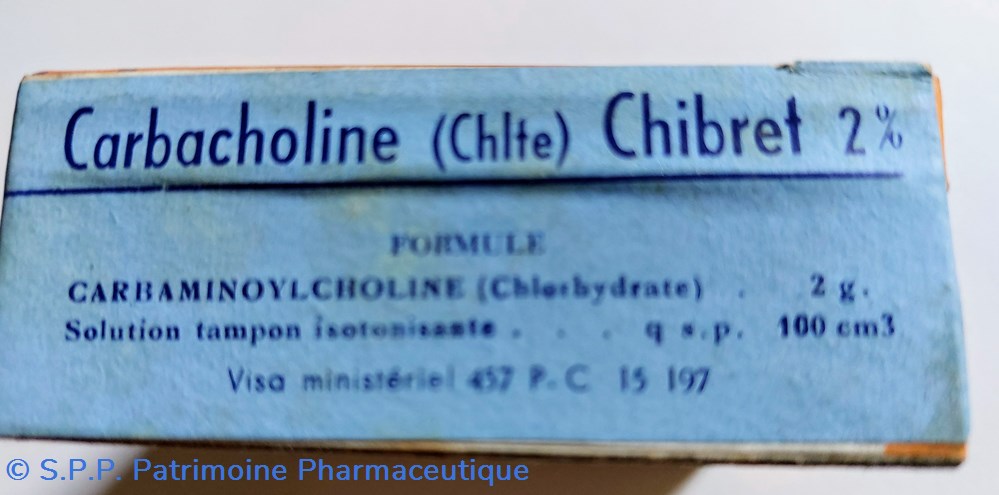 Carbacholine (Chlte) Chibret 2%
FORMULE
CARBAMINOYLCHOLINE (Chlorhydrate) . 2 g.
Solution tampon isotonisante . . . q s.p. 100 cm3
Visa ministériel 457 P.C 15 197
© S.P.P. Patrimoine Pharmaceutique